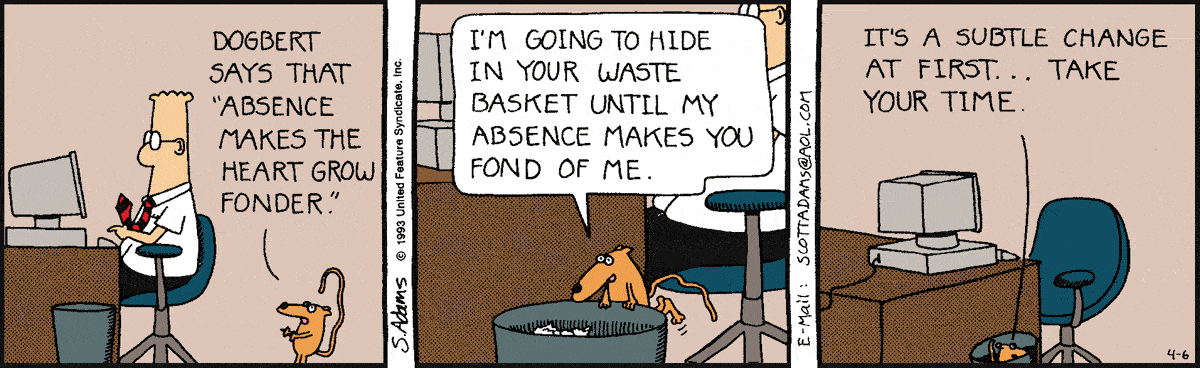 DOGBERT
SAYS THAT
"ABSENCE
MAKES THE
HEART GROW
FONDER."
S.Adams
© 1993 United Feature Syndicate, Inc.
I'M GOING TO HIDE
IN YOUR WASTE
BASKET UNTIL MY
ABSENCE MAKES YOU
FOND OF ME.
E-Mail: SCOTTADAMS@AOL.COM
IT'S A SUBTLE CHANGE
AT FIRST... TAKE
YOUR TIME.
4-6